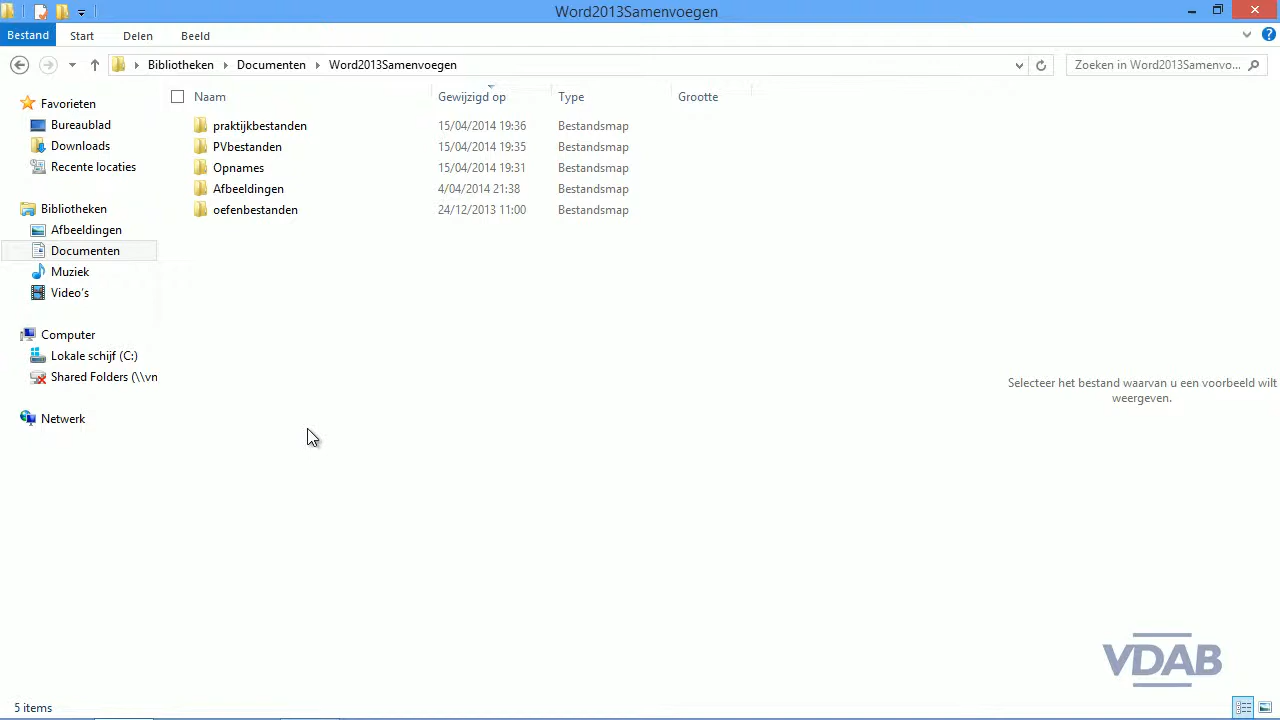 Word2013Samenvoegen
Bestand Start Delen Beeld
Bibliotheken Documenten Word2013Samenvoegen Zoeken in Word2013Samenvo...
Naam Gewijzigd op Type Grootte
Favorieten
Bureaublad
Downloads
Recente locaties
Bibliotheken
Afbeeldingen
Documenten
Muziek
Video's
Computer
Lokale schijf (C:)
Shared Folders (\\vn
Netwerk
praktijkbestanden 15/04/2014 19:36 Bestandsmap
PVbestanden 15/04/2014 19:35 Bestandsmap
Opnames 15/04/2014 19:31 Bestandsmap
Afbeeldingen 4/04/2014 21:38 Bestandsmap
oefenbestanden 24/12/2013 11:00 Bestandsmap
Selecteer het bestand waarvan u een voorbeeld wilt
weergeven.
VDAB
5 items